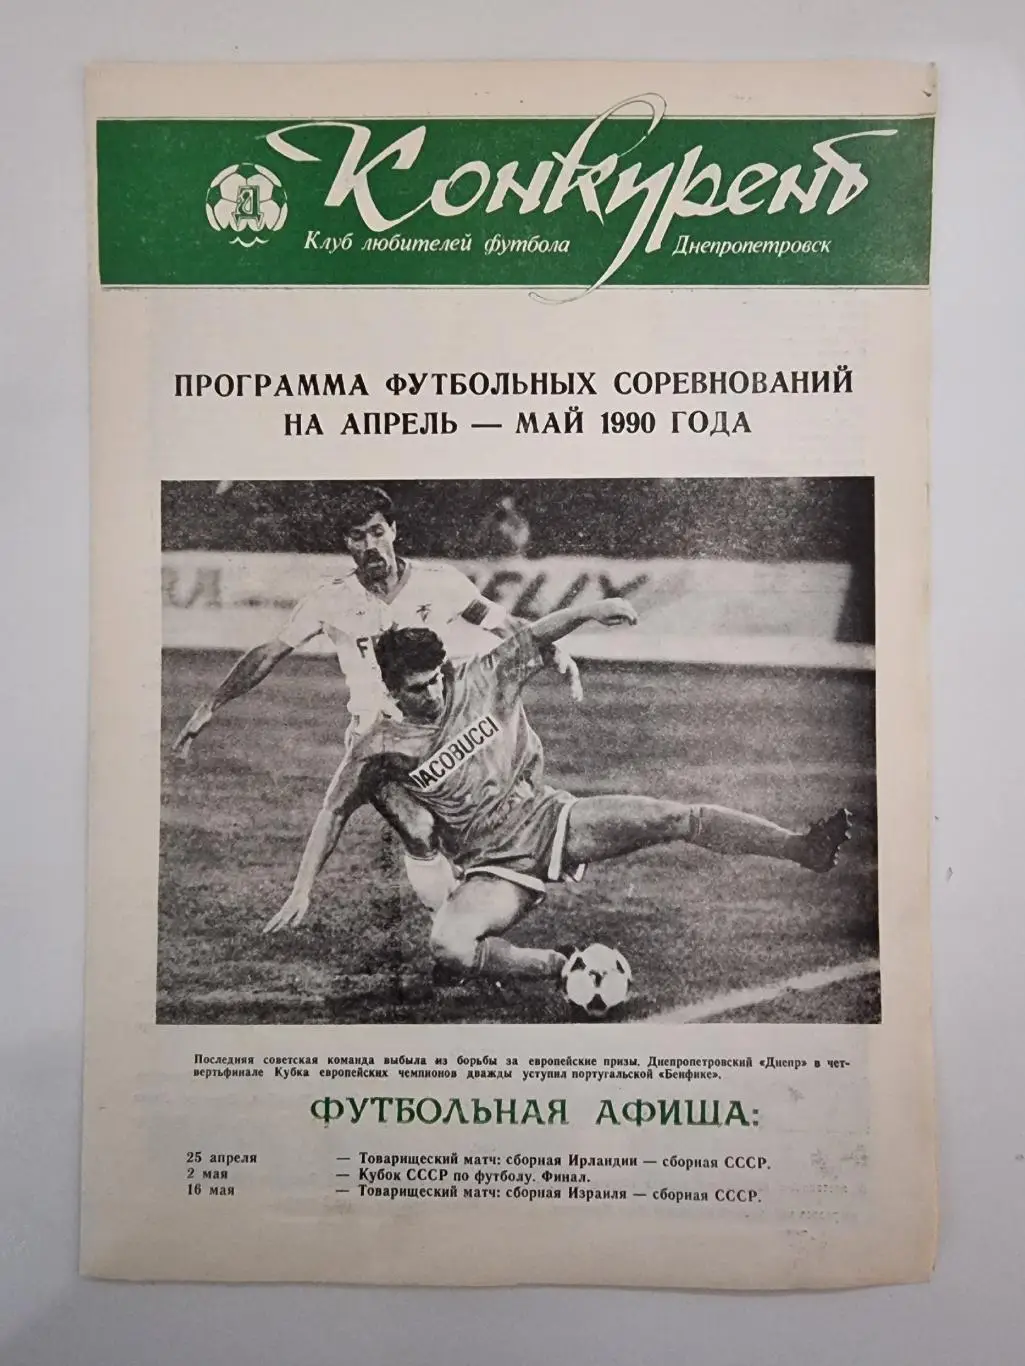 Конкурент
Д
Клуб любителей футбола Днепропетровск
ПРОГРАММА ФУТБОЛЬНЫХ СОРЕВНОВАНИЙ
НА АПРЕЛЬ — МАЙ 1990 ГОДА
F
IACOBUCCI
Последняя советская команда выбыла из борьбы за европейские призы. Днепропетровский «Днепр» в чет-
вертьфинале Кубка европейских чемпионов дважды уступил португальской «Бенфике».
ФУТБОЛЬНАЯ АФИША:
25 апреля — Товарищеский матч: сборная Ирландии — сборная СССР.
2 мая — Кубок СССР по футболу. Финал.
16 мая — Товарищеский матч: сборная Израиля — сборная СССР.